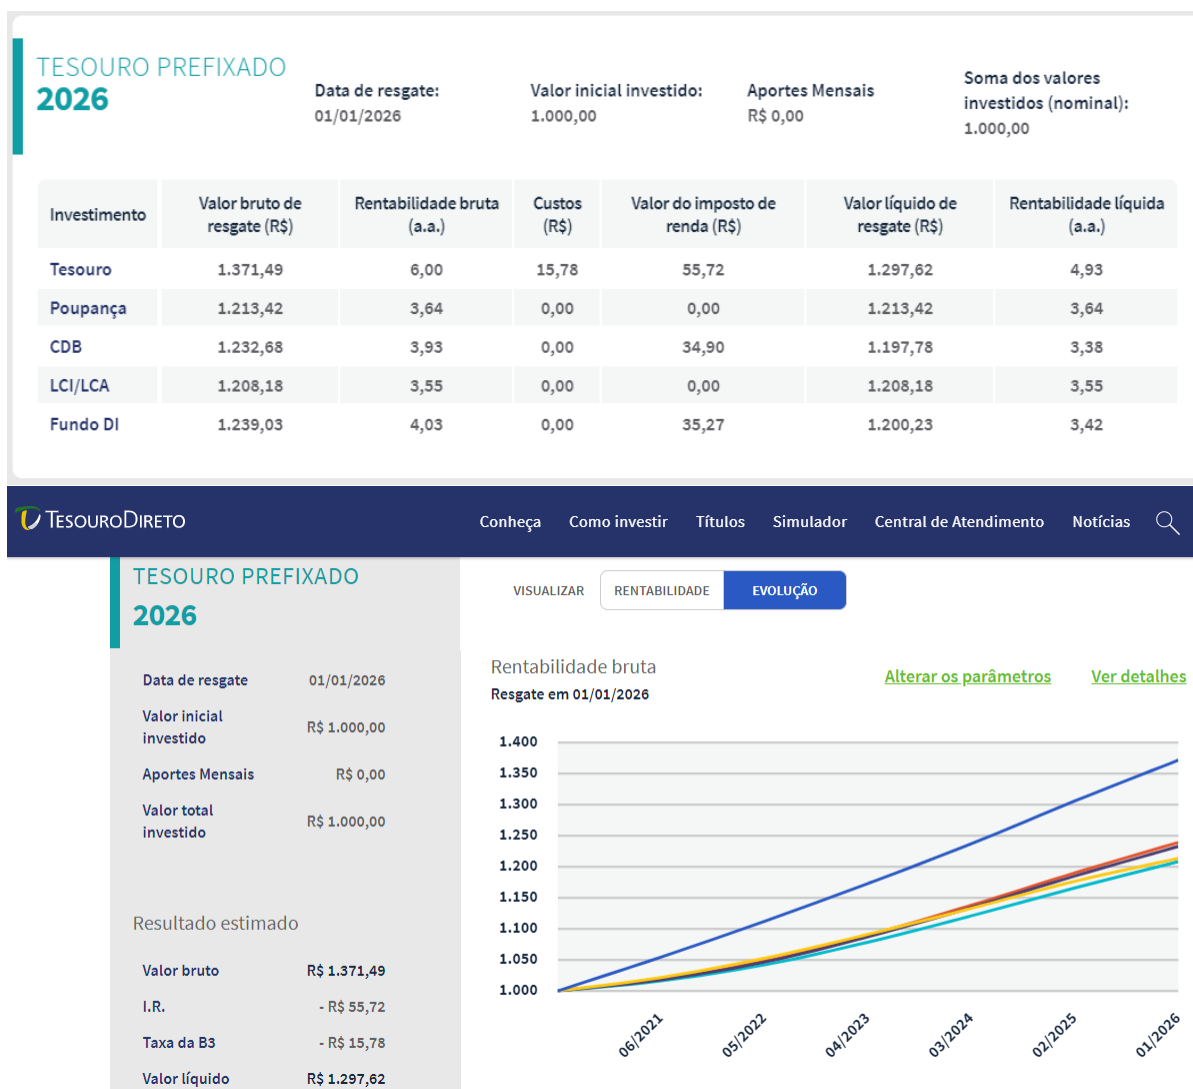 TESOURO PREFIXADO
2026
Data de resgate:
01/01/2026
Valor inicial investido:
1.000,00
Aportes Mensais
R$ 0,00
Soma dos valores
investidos (nominal):
1.000,00
Investimento
Valor bruto de
resgate (R$)
Rentabilidade bruta
(a.a.)
Custos
(R$)
Valor do imposto de
renda (R$)
Valor líquido de
resgate (R$)
Rentabilidade líquida
(a.a.)
Tesouro 1.371,49 6,00 15,78 55,72 1.297,62 4,93
Poupança 1.213,42 3,64 0,00 0,00 1.213,42 3,64
CDB 1.232,68 3,93 0,00 34,90 1.197,78 3,38
LCI/LCA 1.208,18 3,55 0,00 0,00 1.208,18 3,55
Fundo DI 1.239,03 4,03 0,00 35,27 1.200,23 3,42
TESOURODIRETO
Conheça Como investir Títulos Simulador Central de Atendimento Notícias
TESOURO PREFIXADO
2026
Data de resgate 01/01/2026
Valor inicial
investido
R$ 1.000,00
Aportes Mensais R$ 0,00
Valor total
investido
R$ 1.000,00
Resultado estimado
Valor bruto R$ 1.371,49
I.R. - R$ 55,72
Taxa da B3 - R$ 15,78
Valor líquido R$ 1.297,62
VISUALIZAR RENTABILIDADE EVOLUÇÃO
Rentabilidade bruta
Resgate em 01/01/2026
Alterar os parâmetros Ver detalhes
1.400
1.350
1.300
1.250
1.200
1.150
1.100
1.050
1.000
06/2021 05/2022 04/2023 03/2024 02/2025 01/2026